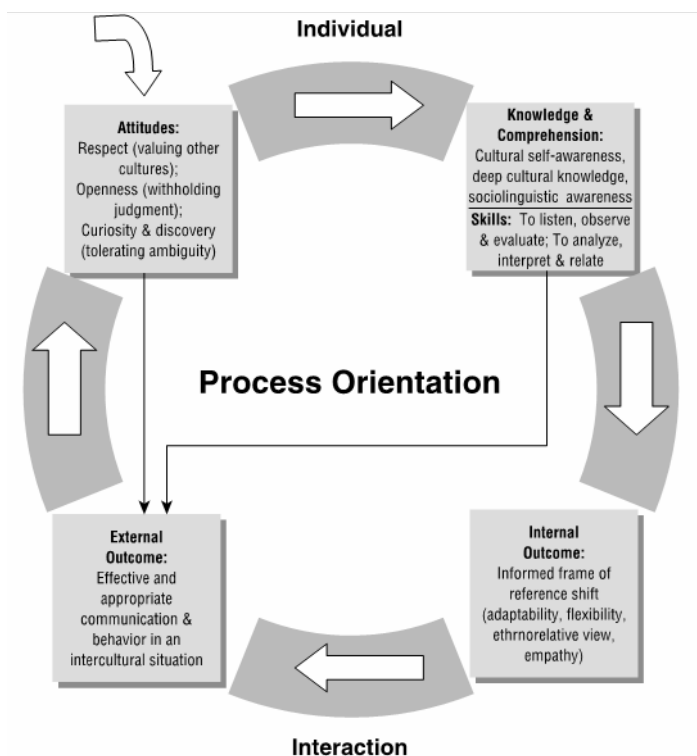 Individual
Attitudes:
Respect (valuing other
cultures);
Openness (withholding
judgment);
Curiosity & discovery
(tolerating ambiguity)
Knowledge &
Comprehension:
Cultural self-awareness,
deep cultural knowledge,
sociolinguistic awareness
Skills: To listen, observe
& evaluate; To analyze,
interpret & relate
Process Orientation
External
Outcome:
Effective and
appropriate
communication &
behavior in an
intercultural situation
Internal
Outcome:
Informed frame of
reference shift
(adaptability, flexibility,
ethrnorelative view,
empathy)
Interaction